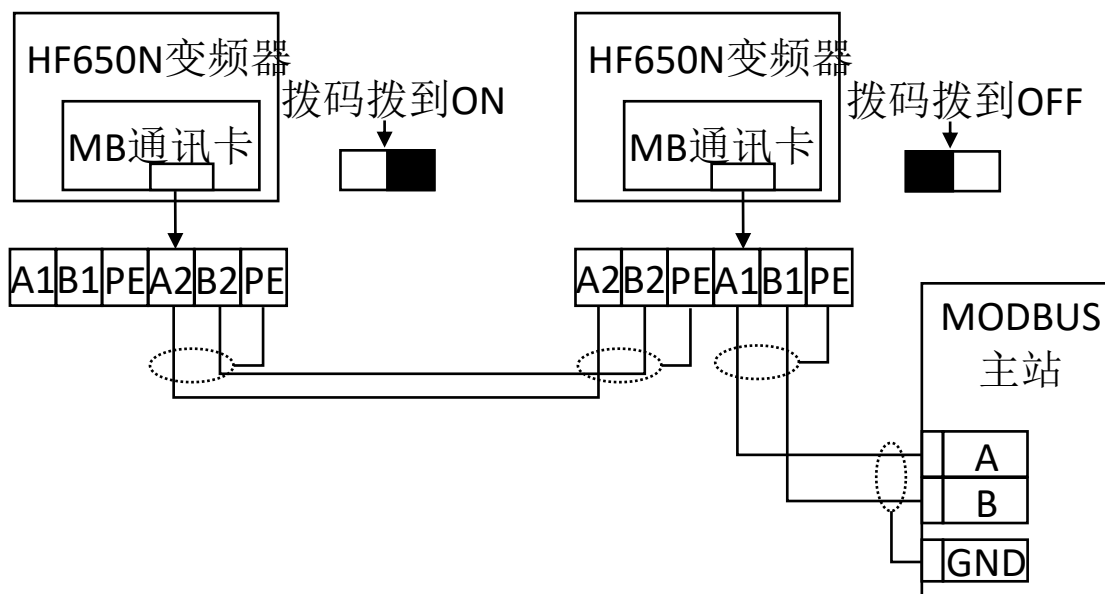 HF650N变频器
拨码拨到ON
MB通讯卡
HF650N变频器
拨码拨到OFF
MB通讯卡
A1 B1 PE A2 B2 PE
A2 B2 PE A1 B1 PE
MODBUS
主站
A
B
GND